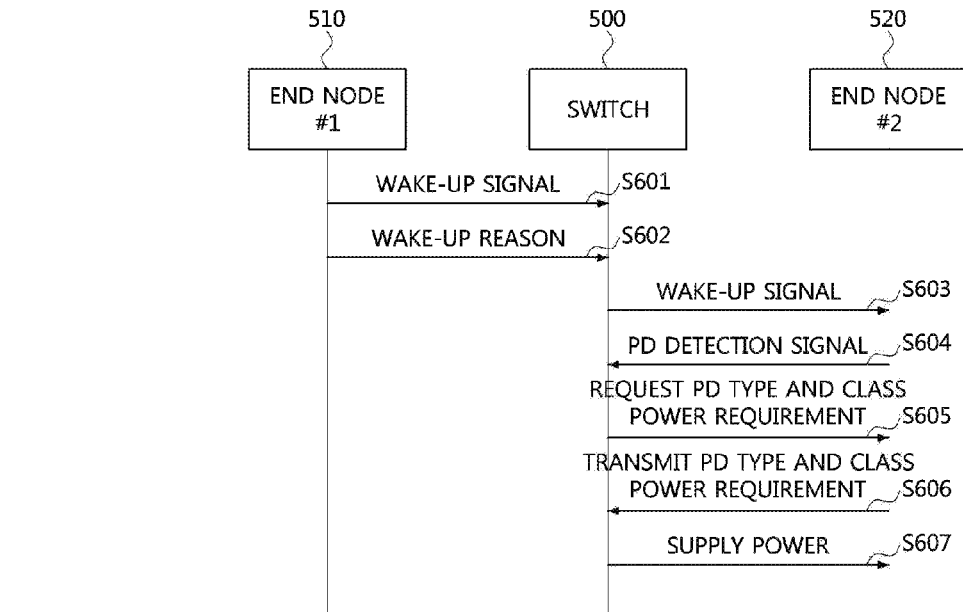 510
500
520
END NODE
#1
SWITCH
END NODE
#2
WAKE-UP SIGNAL
S601
WAKE-UP REASON
S602
WAKE-UP SIGNAL
S603
PD DETECTION SIGNAL
S604
REQUEST PD TYPE AND CLASS
POWER REQUIREMENT
S605
TRANSMIT PD TYPE AND CLASS
POWER REQUIREMENT
S606
SUPPLY POWER
S607